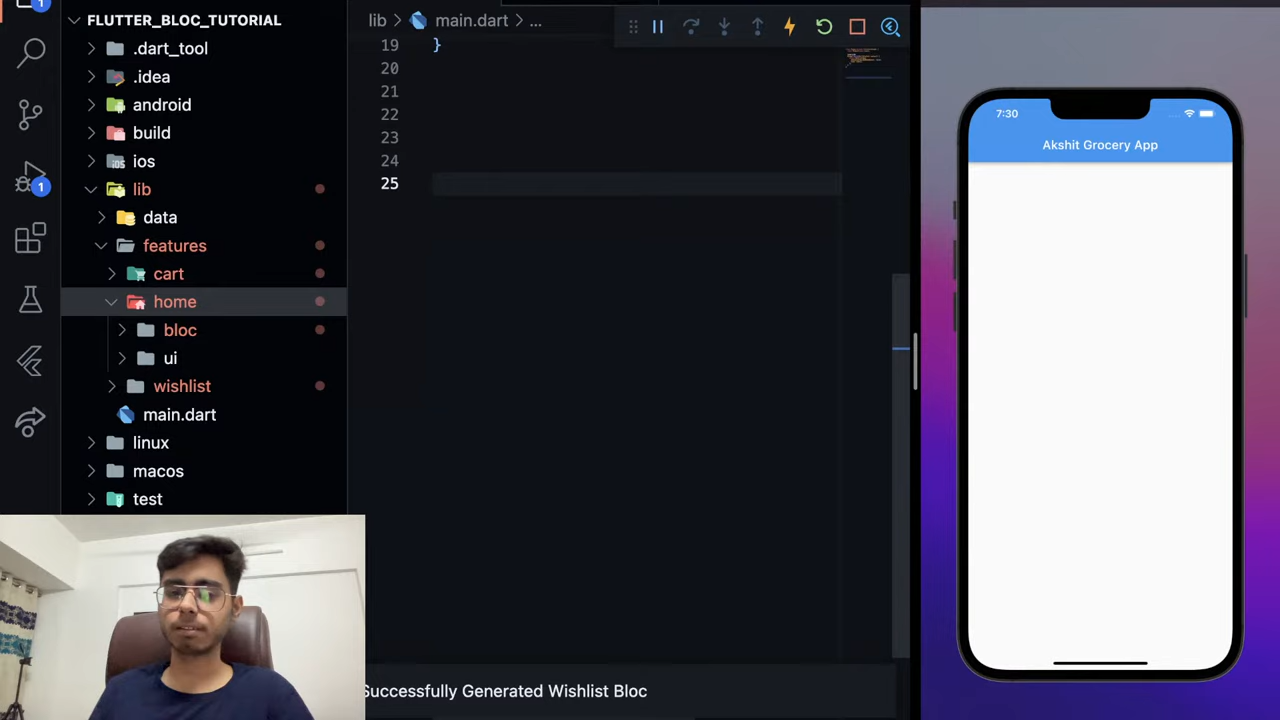 1
FLUTTER_BLOC_TUTORIAL
.dart_tool
.idea
android
build
ios
lib
data
features
cart
home
bloc
ui
wishlist
main.dart
linux
macos
test
1
lib > main.dart > ...
19 }
20
21
22
23
24
25
Successfully Generated Wishlist Bloc
7:30
Akshit Grocery App